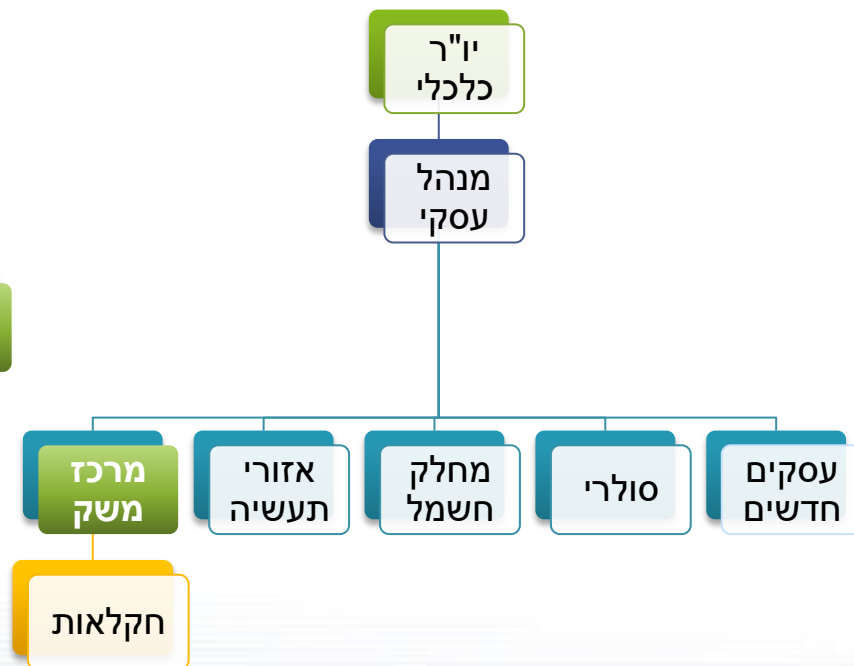 יו"ר
כלכלי
מנהל
עסקי
עסקים
חדשים
סולרי
מחלק
חשמל
אזורי
תעשיה
מרכז
משק
חקלאות